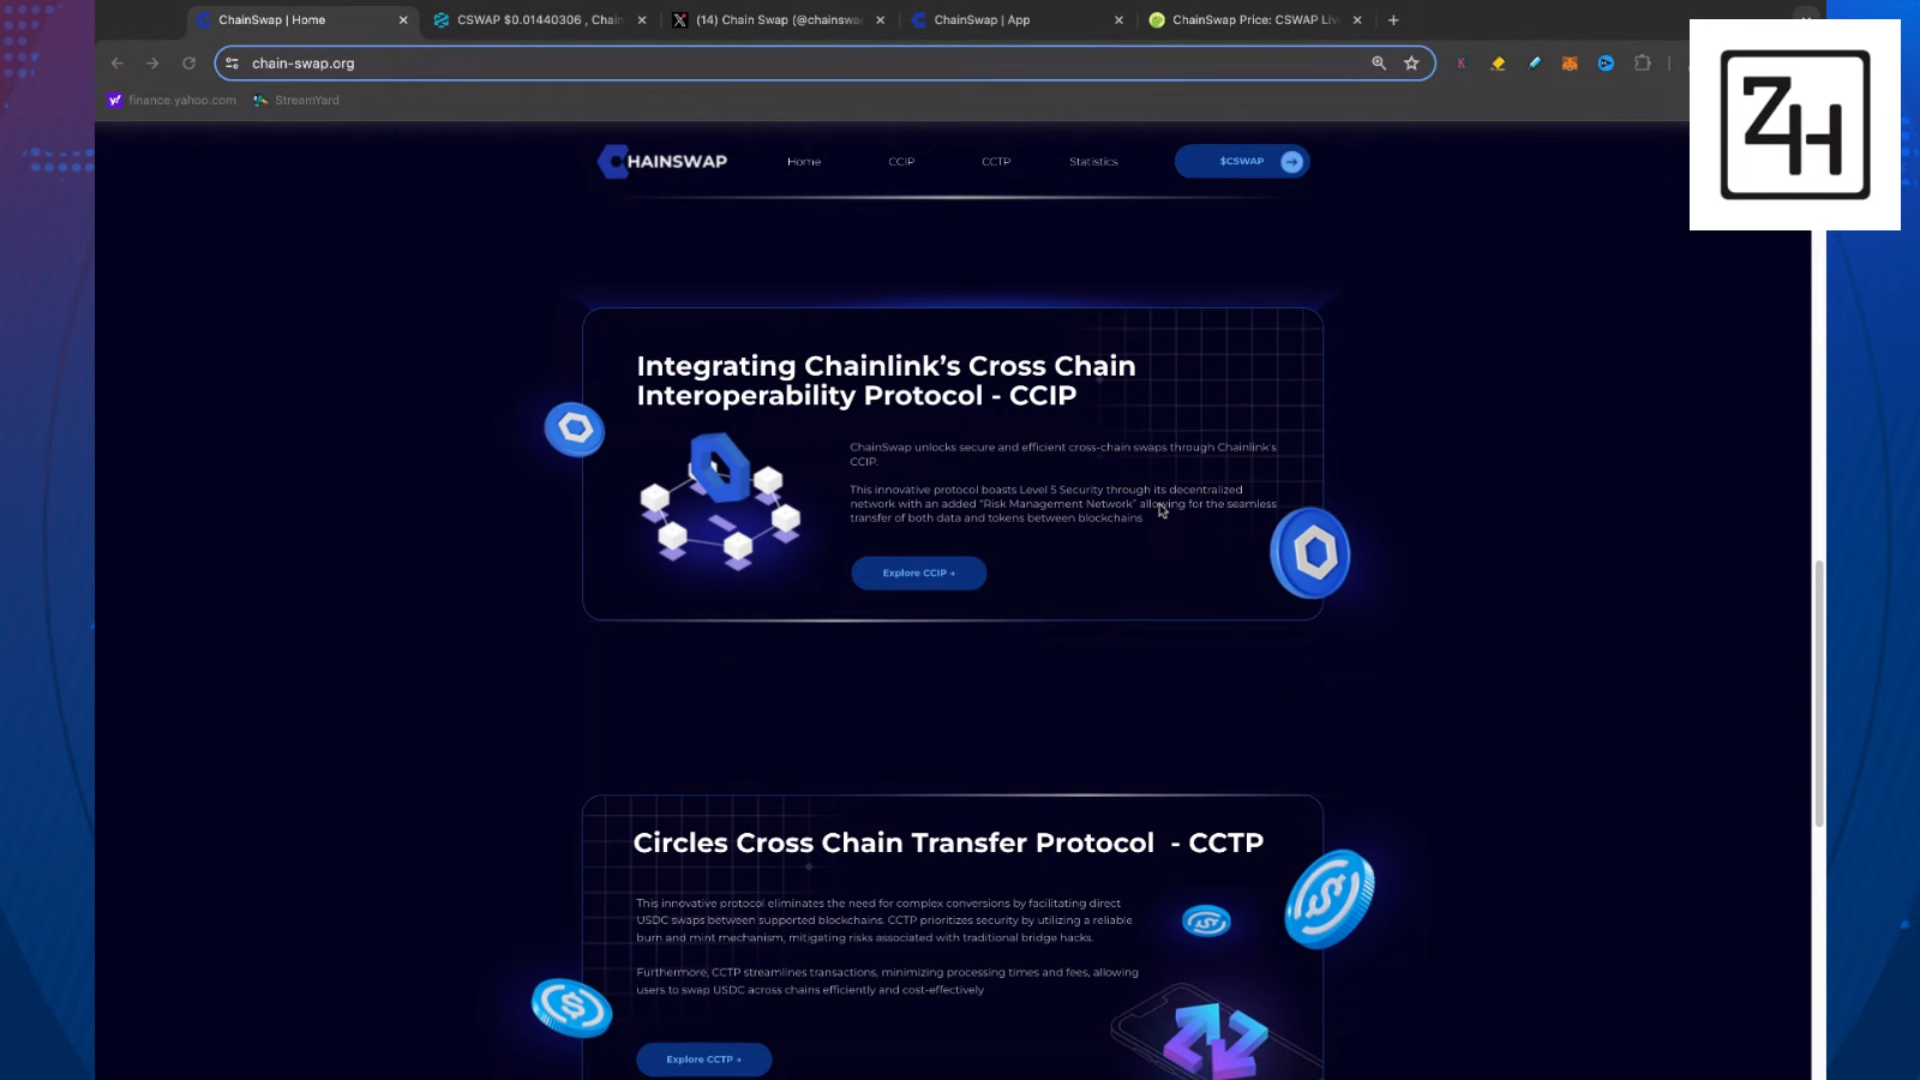 ChainSwap | Home
CSWAP $0.01440306 , Chain
(14) Chain Swap (@chainswap
ChainSwap | App
ChainSwap Price: CSWAP Liv
chain-swap.org
K
finance.yahoo.com
StreamYard
ZH
CHAINSWAP
Home
CCIP
CCTP
Statistics
$CSWAP
Integrating Chainlink's Cross Chain
Interoperability Protocol - CCIP
ChainSwap unlocks secure and efficient cross-chain swaps through Chainlink's
CCIP.
This innovative protocol boasts Level 5 Security through its decentralized
network with an added "Risk Management Network" allowing for the seamless
transfer of both data and tokens between blockchains
Explore CCIP →
Circles Cross Chain Transfer Protocol - CCTP
This innovative protocol eliminates the need for complex conversions by facilitating direct
USDC swaps between supported blockchains. CCTP prioritizes security by utilizing a reliable
burn and mint mechanism, mitigating risks associated with traditional bridge hacks.
Furthermore, CCTP streamlines transactions, minimizing processing times and fees, allowing
users to swap USDC across chains efficiently and cost-effectively
Explore CCTP →